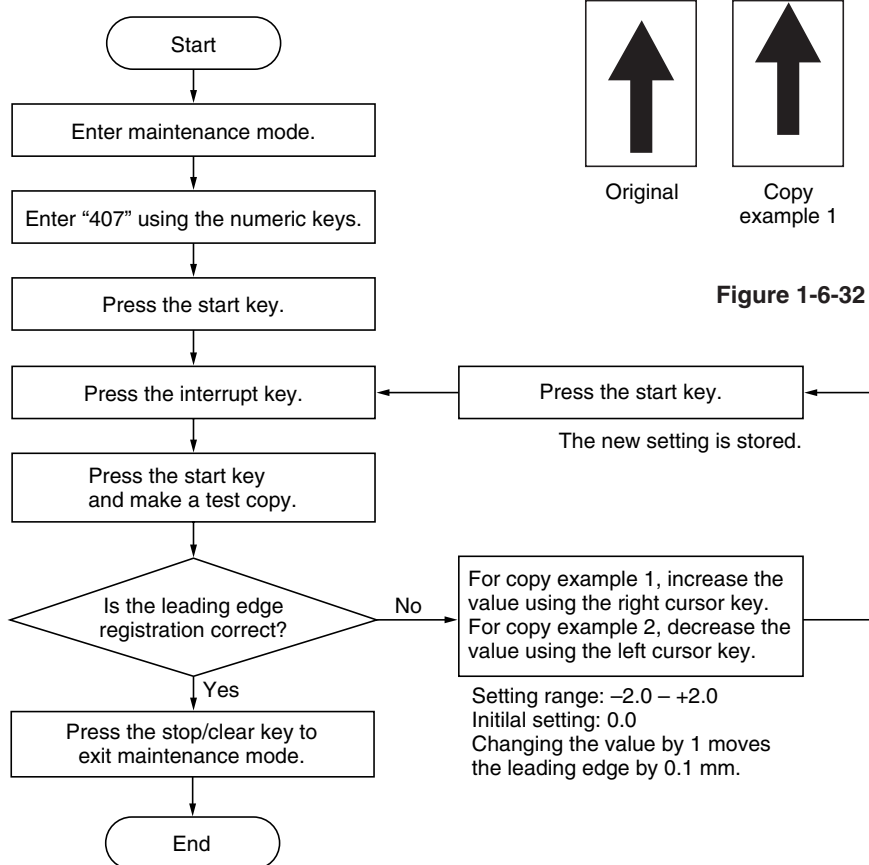 Start
Enter maintenance mode.
Enter “407” using the numeric keys.
Press the start key.
Press the interrupt key.
Press the start key
and make a test copy.
Is the leading edge
registration correct?
Yes
Press the stop/clear key to
exit maintenance mode.
End
No
For copy example 1, increase the
value using the right cursor key.
For copy example 2, decrease the
value using the left cursor key.
Setting range: –2.0 – +2.0
Initilal setting: 0.0
Changing the value by 1 moves
the leading edge by 0.1 mm.
Press the start key.
The new setting is stored.
Original
Copy
example 1
Figure 1-6-32